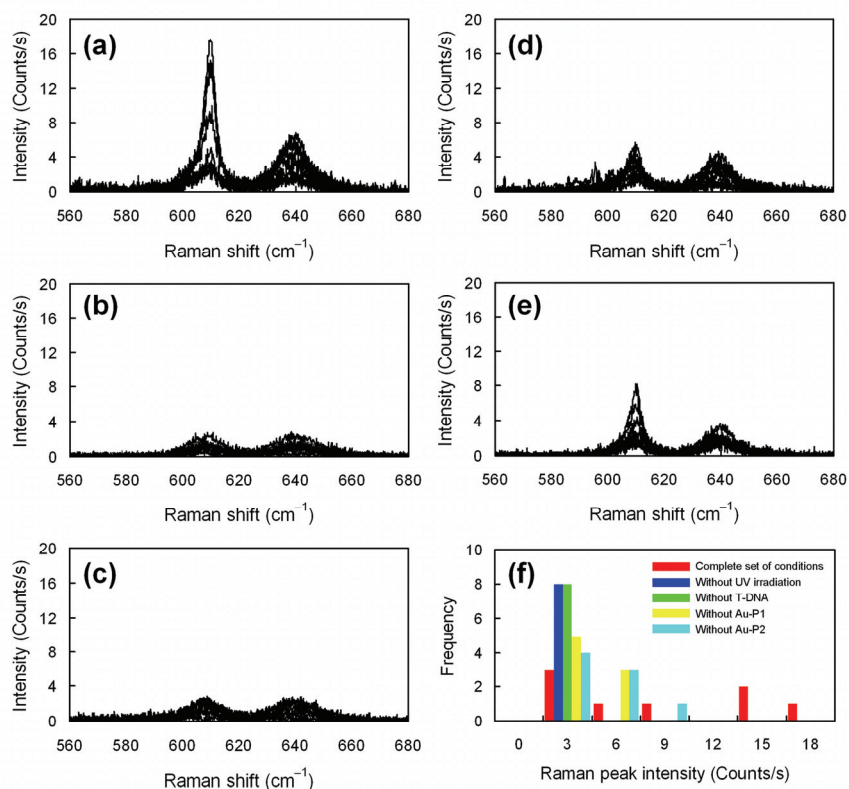 (a)
Intensity (Counts/s)
20
16
12
8
4
0
560 580 600 620 640 660 680
Raman shift (cm⁻¹)
(b)
Intensity (Counts/s)
20
16
12
8
4
0
560 580 600 620 640 660 680
Raman shift (cm⁻¹)
(c)
Intensity (Counts/s)
20
16
12
8
4
0
560 580 600 620 640 660 680
Raman shift (cm⁻¹)
(d)
Intensity (Counts/s)
20
16
12
8
4
0
560 580 600 620 640 660 680
Raman shift (cm⁻¹)
(e)
Intensity (Counts/s)
20
16
12
8
4
0
560 580 600 620 640 660 680
Raman shift (cm⁻¹)
(f)
Complete set of conditions
Without UV irradiation
Without T-DNA
Without Au-P1
Without Au-P2
Frequency
10
8
6
4
2
0
0 3 6 9 12 15 18
Raman peak intensity (Counts/s)